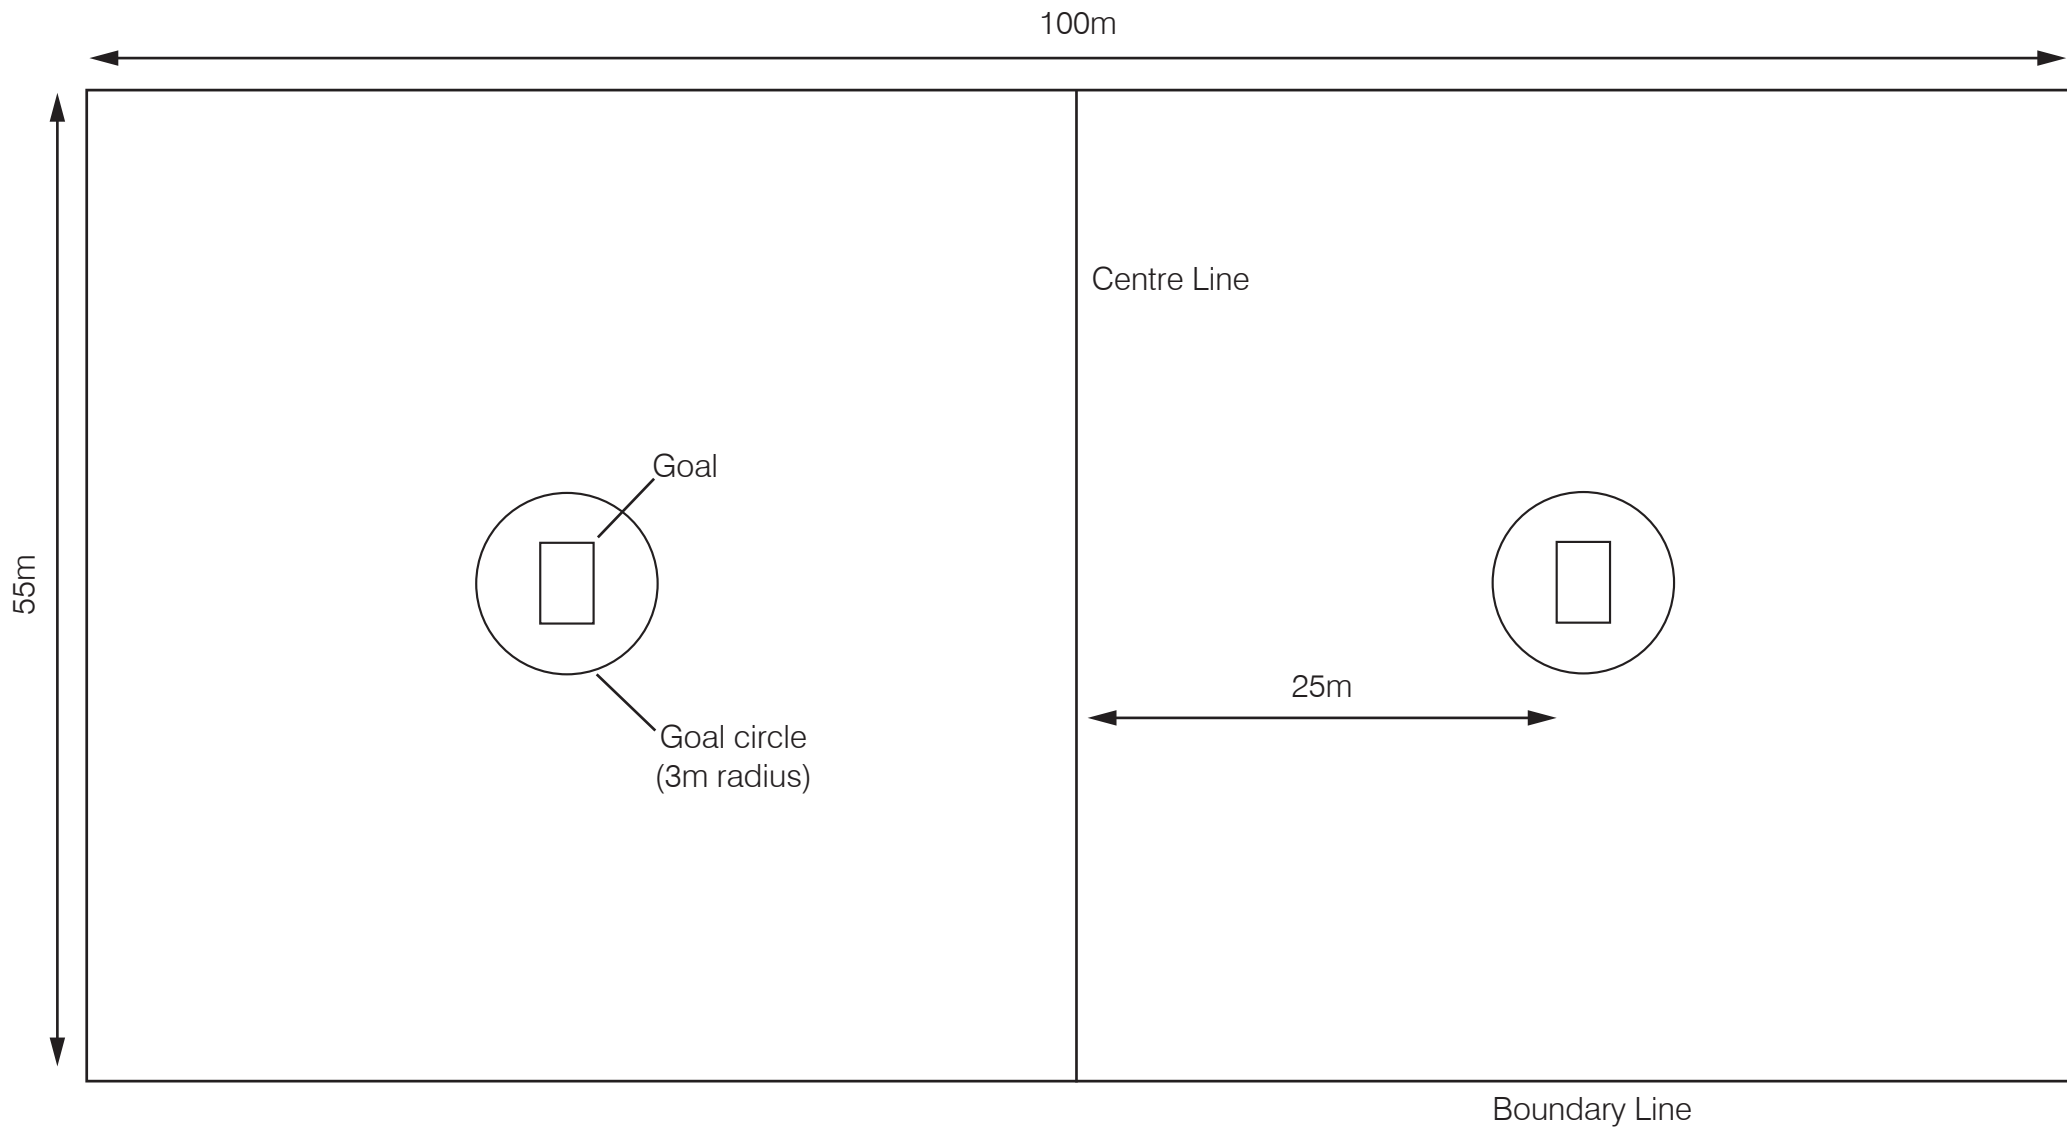 100m
Centre Line
Goal
55m
25m
Goal circle
(3m radius)
Boundary Line